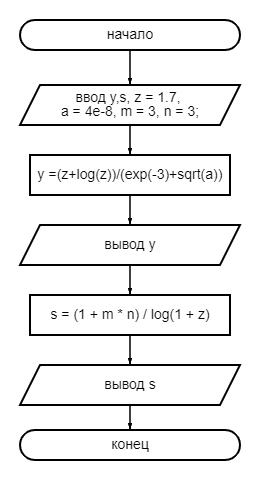 начало
ввод y,s, z = 1.7,
a = 4e-8, m = 3, n = 3;
y =(z+log(z))/(exp(-3)+sqrt(a))
вывод y
s = (1 + m * n) / log(1 + z)
вывод s
конец